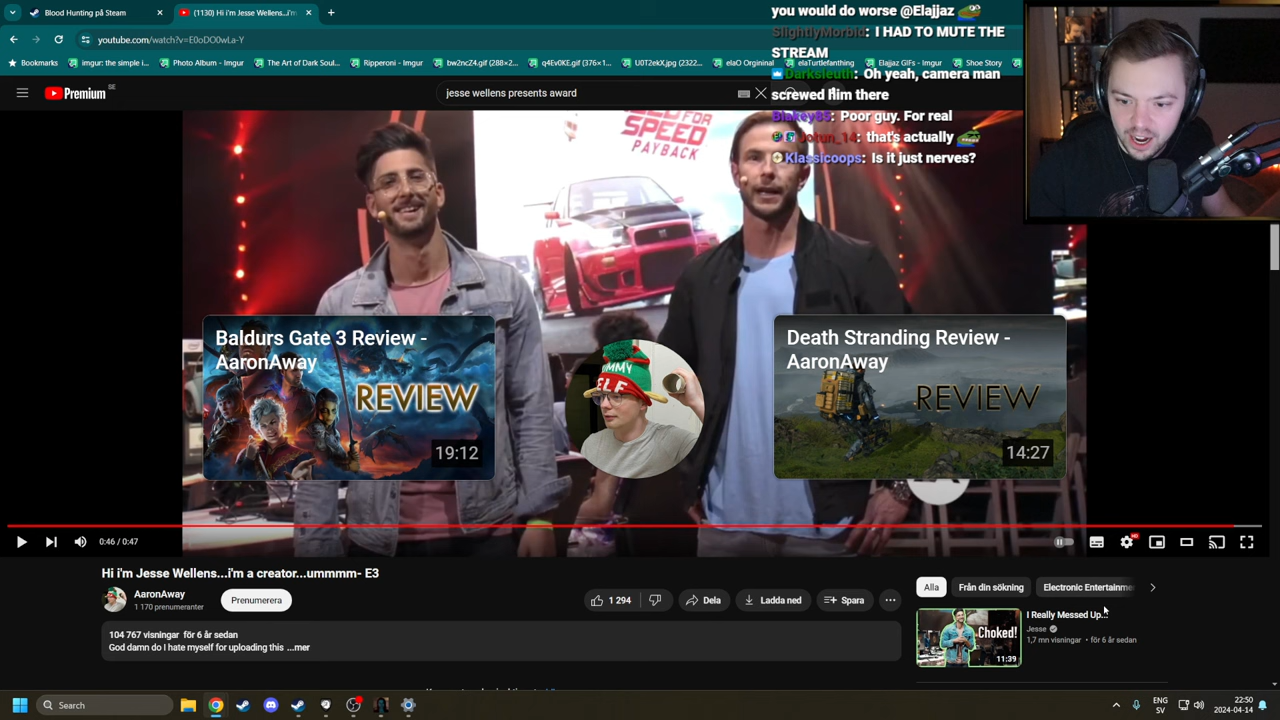 Blood Hunting på Steam
(1130) Hi i'm Jesse Wellens...i'm
youtube.com/watch?v=E0oDO0wLa-Y
Bookmarks
imgur: the simple i...
Photo Album - Imgur
The Art of Dark Soul...
Ripperoni - Imgur
bw2ncZ4.gif (288×2...
q4Ev0KE.gif (376×1...
U0T2ekX.jpg (2322...
elaO Orgininal
elaTurtlefanthing
Elajjaz GIFs - Imgur
Shoe Story
you would do worse @Elajjaz
SlightlyMorbid: I HAD TO MUTE THE
STREAM
Darksleuth: Oh yeah, camera man
screwed him there
Blakey85: Poor guy. For real
Jotun_14: that's actually
Klassicoops: Is it just nerves?
Premium SE
jesse wellens presents award
NEED FOR
SPEED
PAYBACK
Baldurs Gate 3 Review -
AaronAway
REVIEW
19:12
Death Stranding Review -
AaronAway
REVIEW
14:27
0:46 / 0:47
Hi i'm Jesse Wellens...i'm a creator...ummmm- E3
AaronAway
1 170 prenumeranter
Prenumerera
1 294
Dela
Ladda ned
Spara
104 767 visningar för 6 år sedan
God damn do I hate myself for uploading this ...mer
Alla
Från din sökning
Electronic Entertainme
I Really Messed Up...
Jesse
1,7 mn visningar • för 6 år sedan
Choked!
11:39
Search
ENG
SV
22:50
2024-04-14